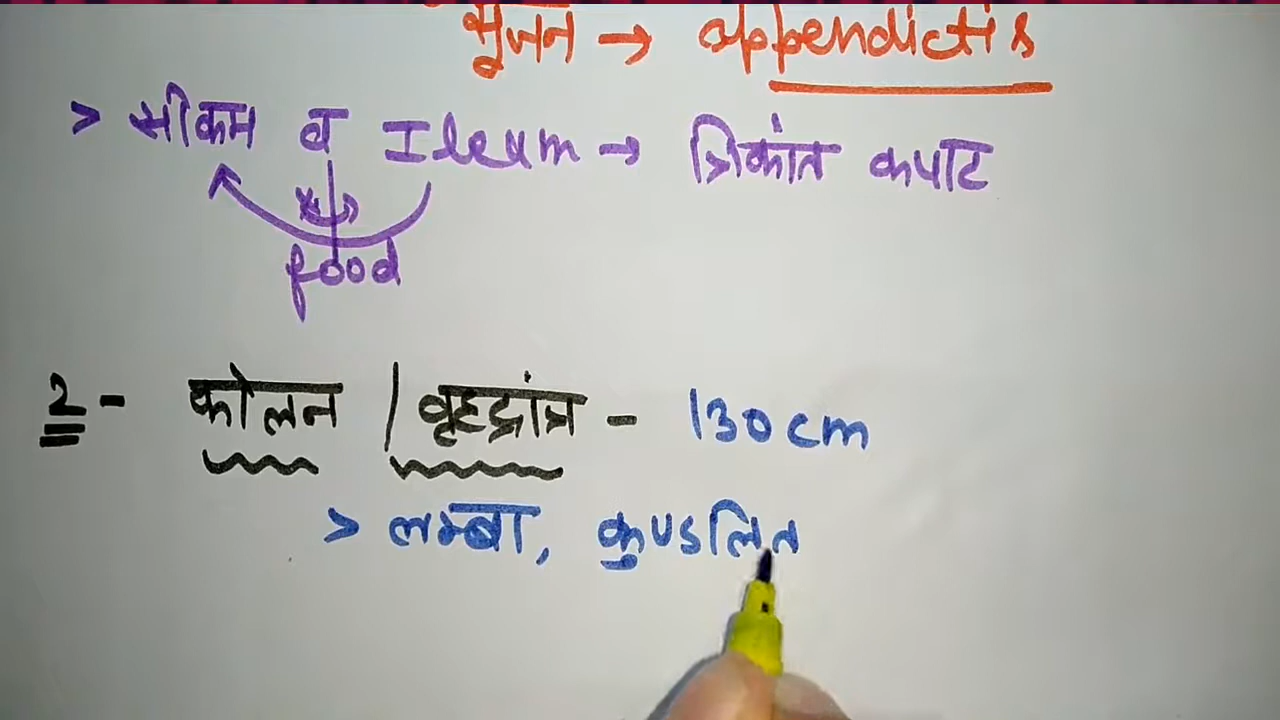 सूजन → appendictis
> सीकम व Ileum → त्रिकांत कपाट
food
2 - कोलन / वृहद्रांत्र - 130 cm
> लम्बा, कुण्डलित